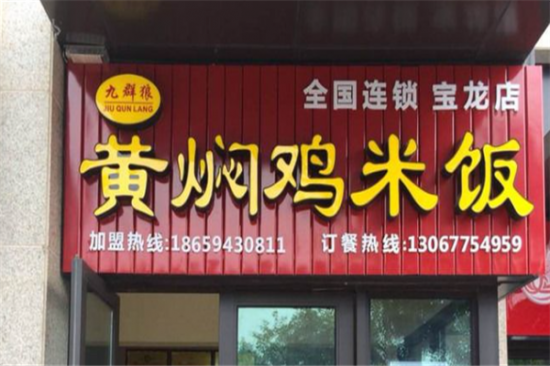 九群狼
JIU QUN LANG
全国连锁 宝龙店
黄焖鸡米饭
加盟热线:18659430811 订餐热线:13067754959